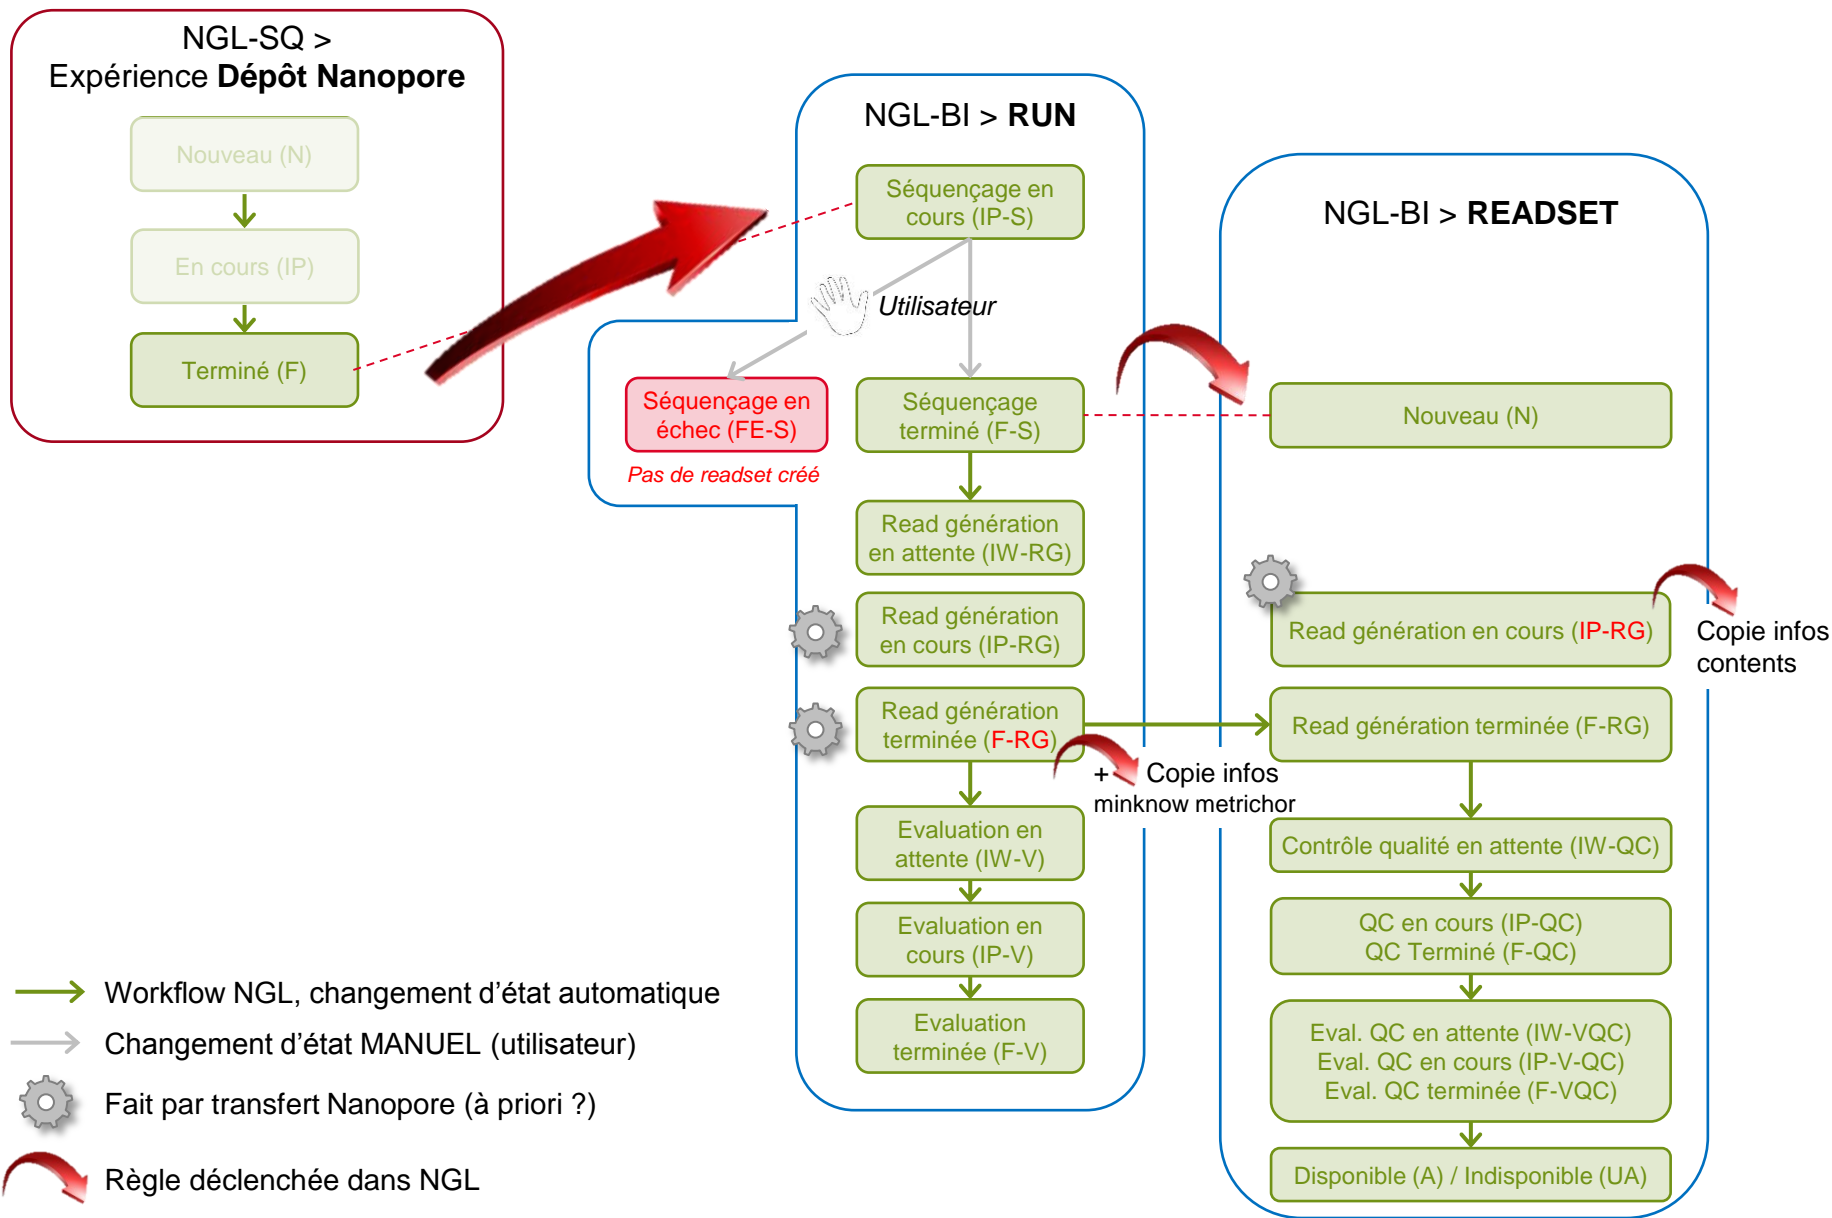 NGL-SQ >
Expérience Dépôt Nanopore
Nouveau (N)
En cours (IP)
Terminé (F)
NGL-BI > RUN
Séquençage en
cours (IP-S)
Utilisateur
Séquençage en
échec (FE-S)
Pas de readset créé
Séquençage
terminé (F-S)
Read génération
en attente (IW-RG)
Read génération
en cours (IP-RG)
Read génération
terminée (F-RG)
+ Copie infos
minknow metrichor
Evaluation en
attente (IW-V)
Evaluation en
cours (IP-V)
Evaluation
terminée (F-V)
NGL-BI > READSET
Nouveau (N)
Read génération en cours (IP-RG)
Copie infos
contents
Read génération terminée (F-RG)
Contrôle qualité en attente (IW-QC)
QC en cours (IP-QC)
QC Terminé (F-QC)
Eval. QC en attente (IW-VQC)
Eval. QC en cours (IP-V-QC)
Eval. QC terminée (F-VQC)
Disponible (A) / Indisponible (UA)
Workflow NGL, changement d’état automatique
Changement d’état MANUEL (utilisateur)
Fait par transfert Nanopore (à priori ?)
Règle déclenchée dans NGL